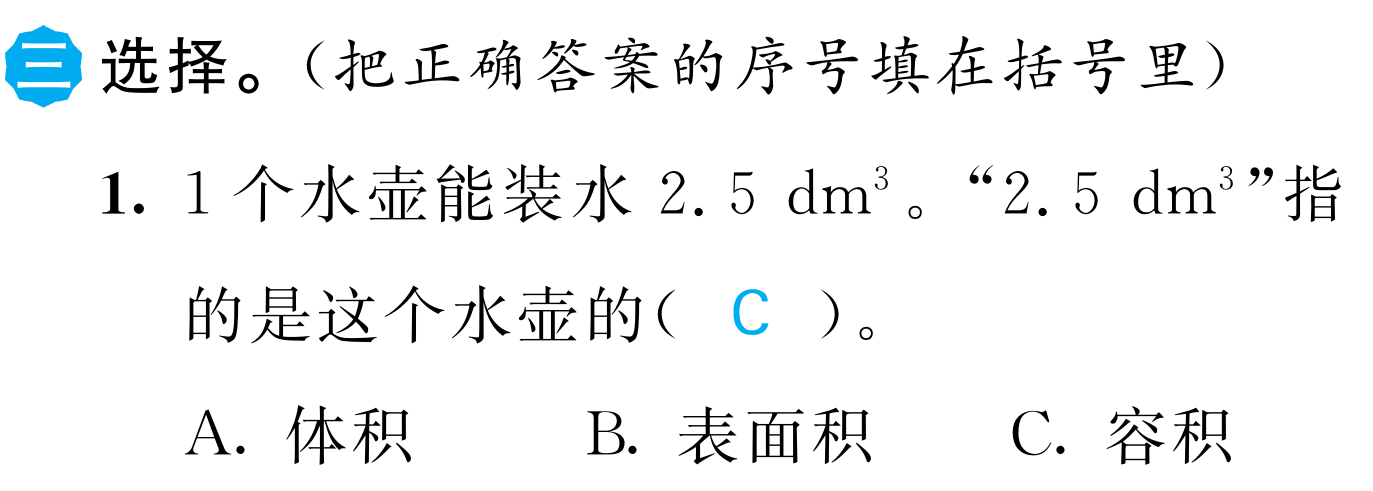 三 选择。（把正确答案的序号填在括号里）
1. 1 个水壶能装水 2.5 dm³。“2.5 dm³”指
的是这个水壶的( C )。
A. 体积 B. 表面积 C. 容积